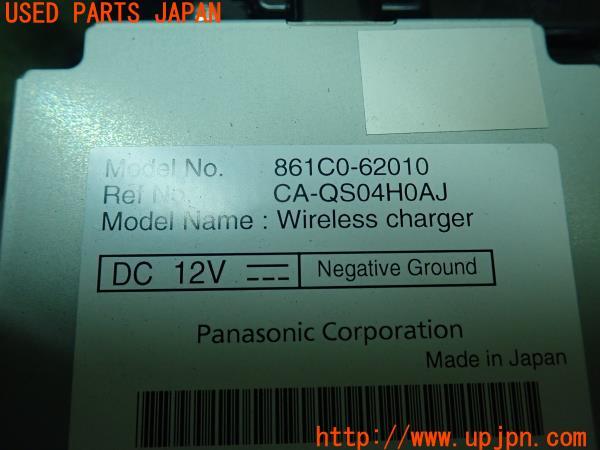 USED PARTS JAPAN
Model No. 861C0-62010
Ref No. CA-QS04H0AJ
Model Name : Wireless charger
DC 12V Negative Ground
Panasonic Corporation
Made in Japan
http://www.upjpn.com